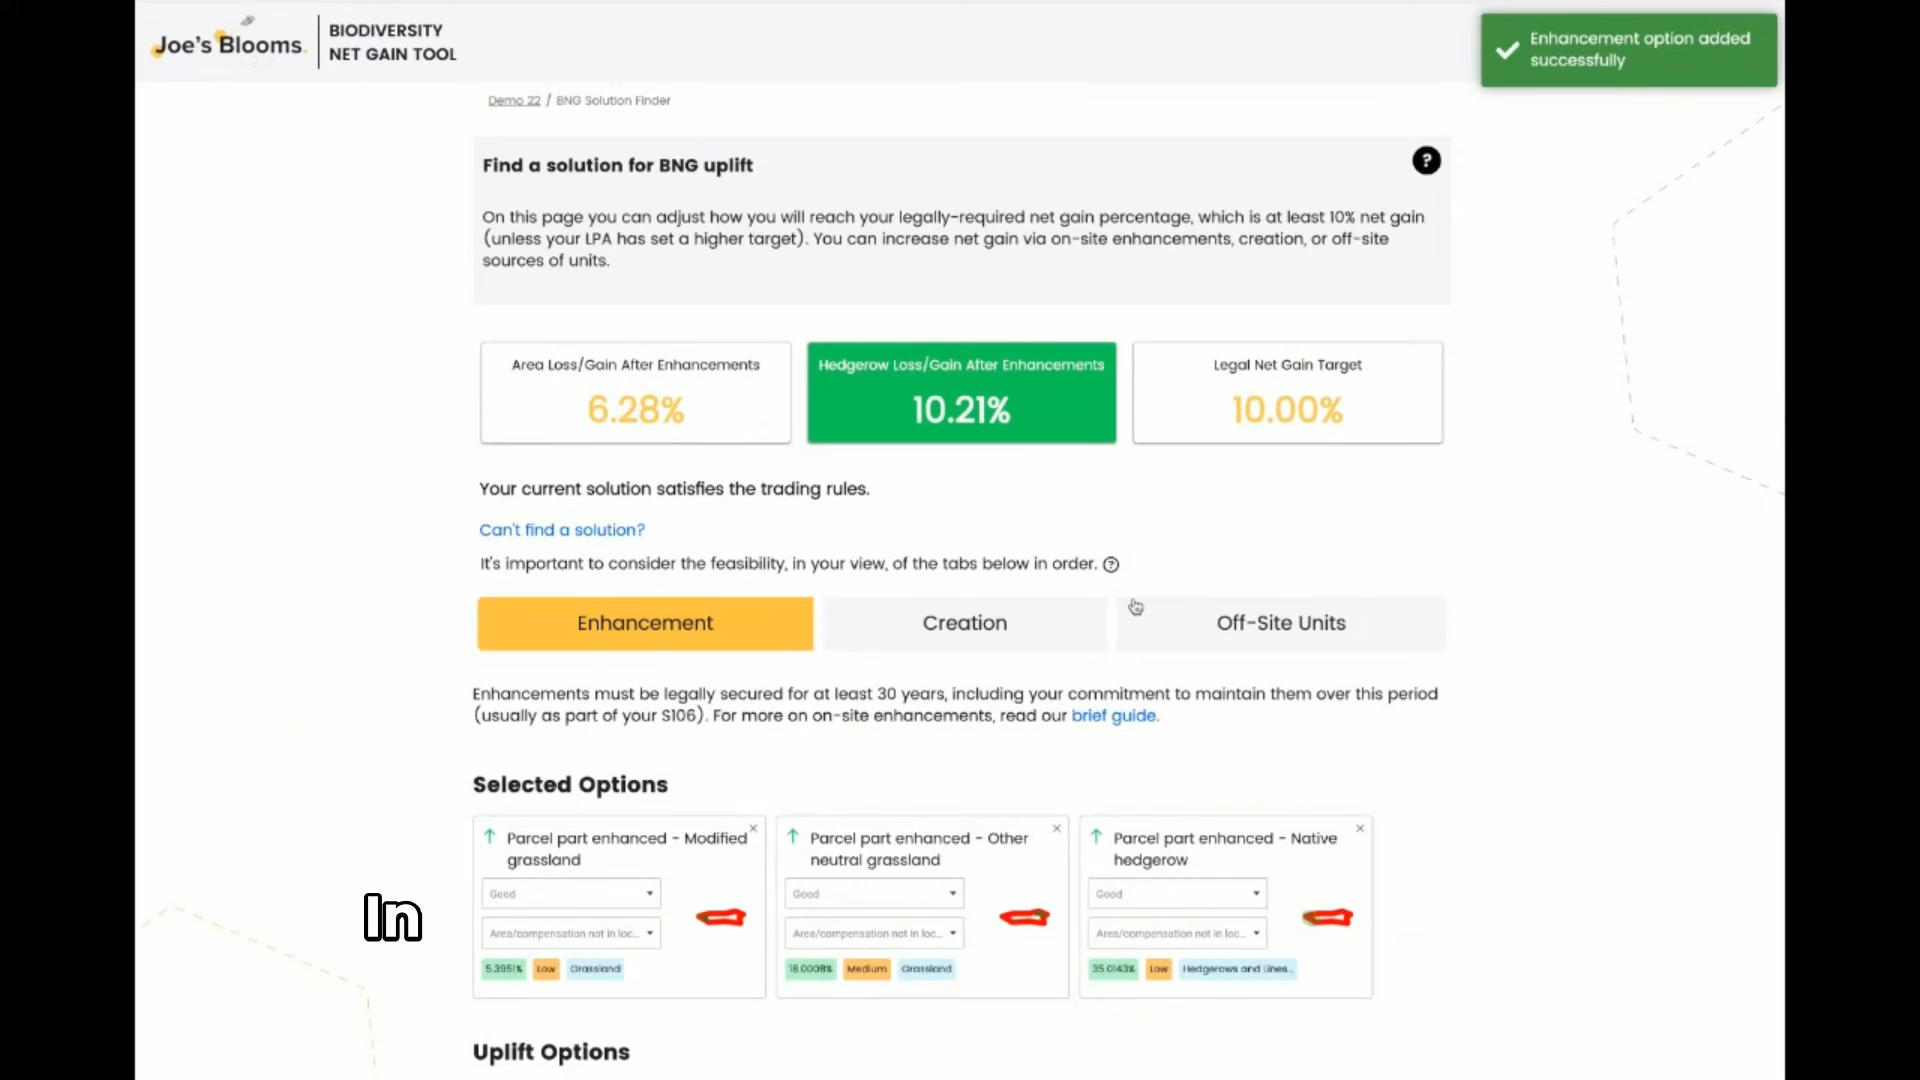 Joe's Blooms.
BIODIVERSITY
NET GAIN TOOL
Enhancement option added
successfully
Demo 22 / BNG Solution Finder
Find a solution for BNG uplift
?
On this page you can adjust how you will reach your legally-required net gain percentage, which is at least 10% net gain
(unless your LPA has set a higher target). You can increase net gain via on-site enhancements, creation, or off-site
sources of units.
Area Loss/Gain After Enhancements
6.28%
Hedgerow Loss/Gain After Enhancements
10.21%
Legal Net Gain Target
10.00%
Your current solution satisfies the trading rules.
Can't find a solution?
It's important to consider the feasibility, in your view, of the tabs below in order. ?
Enhancement
Creation
Off-Site Units
Enhancements must be legally secured for at least 30 years, including your commitment to maintain them over this period
(usually as part of your S106). For more on on-site enhancements, read our brief guide.
Selected Options
Parcel part enhanced - Modified
grassland
Good
Area/compensation not in loc...
5.3951% Low Grassland
Parcel part enhanced - Other
neutral grassland
Good
Area/compensation not in loc...
18.0008% Medium Grassland
Parcel part enhanced - Native
hedgerow
Good
Area/compensation not in loc...
35.0143% Low Hedgerows and Lines...
In
Uplift Options